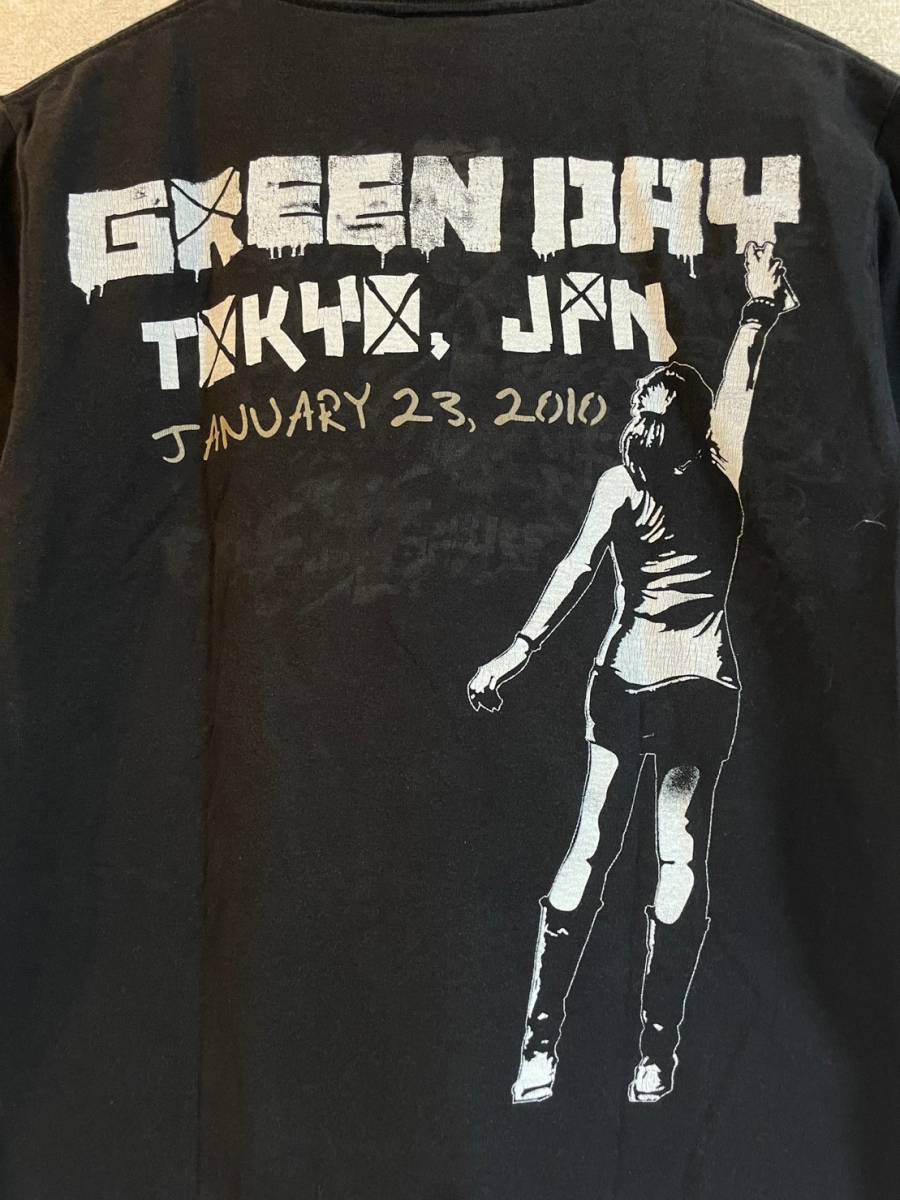 GREEN DAY
TOKYO, JPN
JANUARY 23, 2010